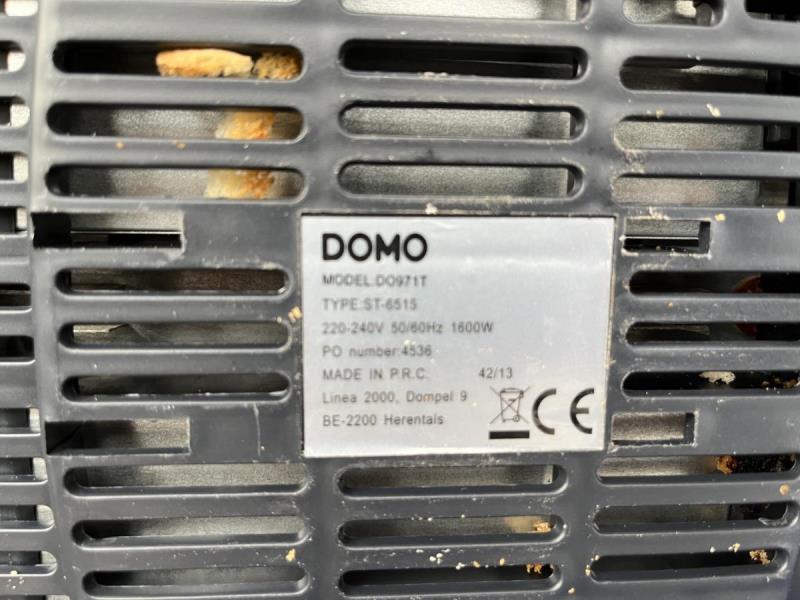 DOMO
MODEL:DO971T
TYPE:ST-6515
220-240V 50/60Hz 1600W
PO number:4536
MADE IN P.R.C. 42/13
Linea 2000, Dompel 9
BE-2200 Herentals
CE